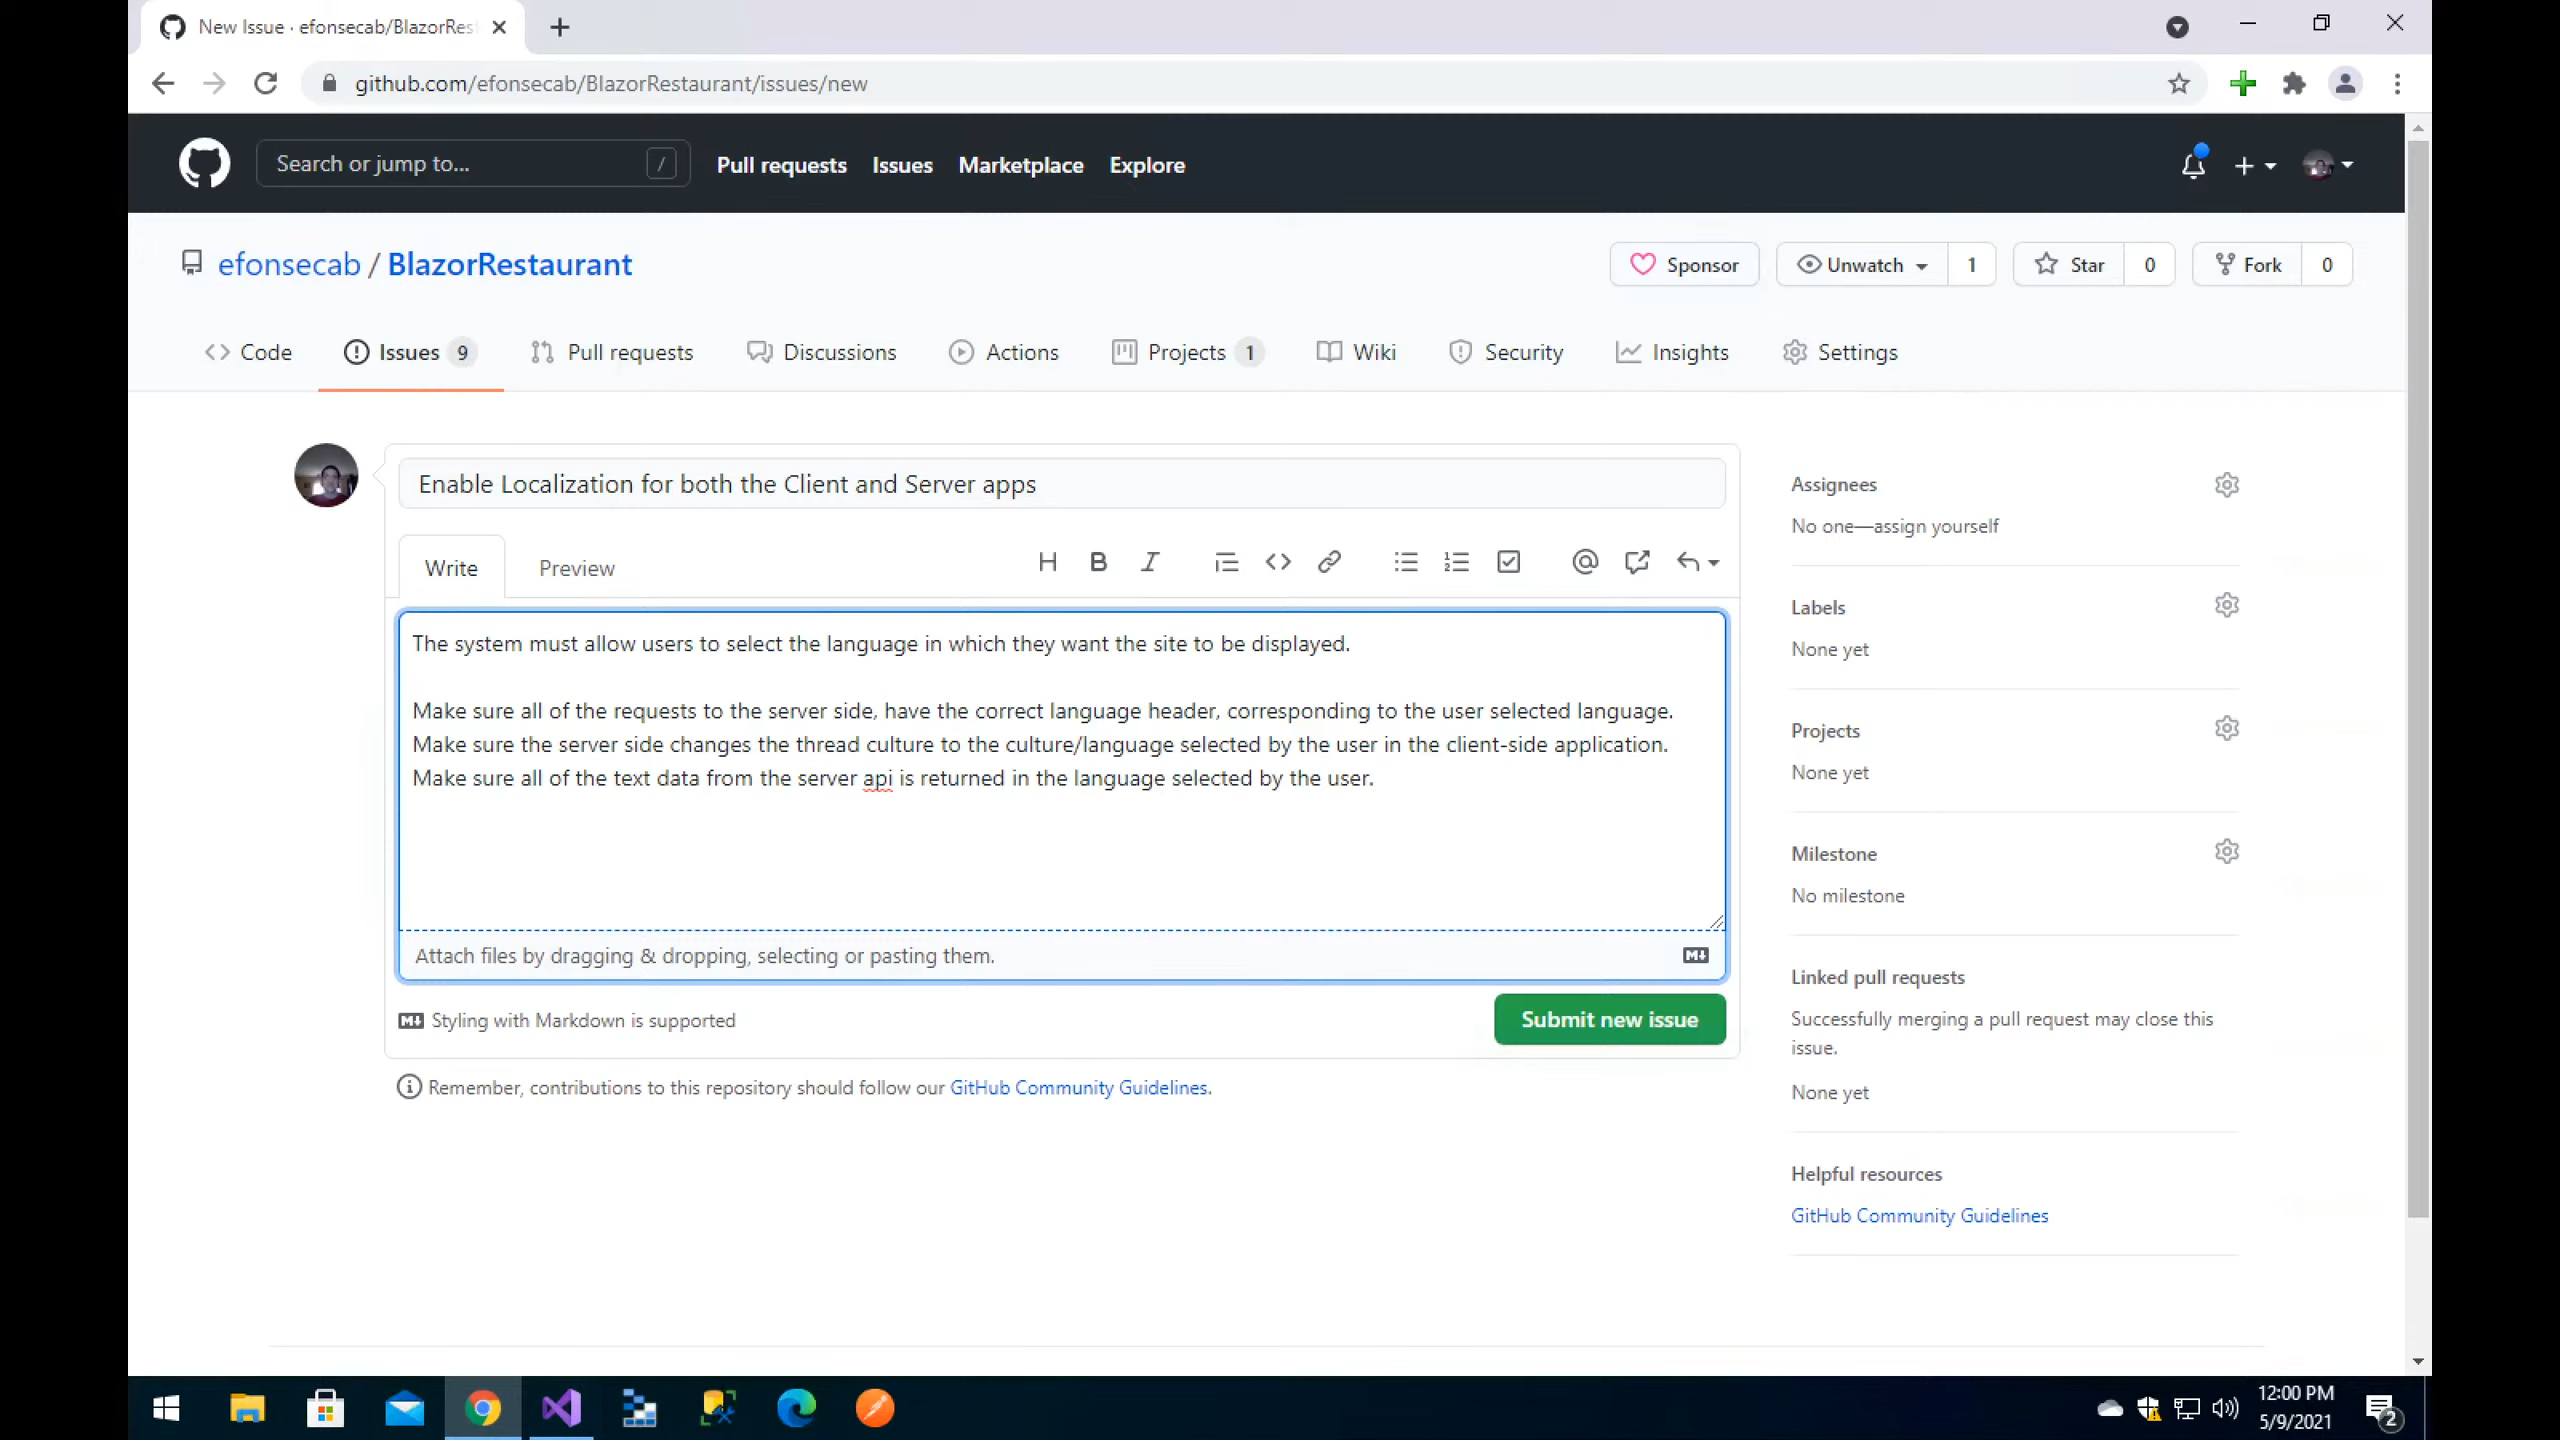 New Issue · efonsecab/BlazorRes
github.com/efonsecab/BlazorRestaurant/issues/new
Search or jump to... /
Pull requests Issues Marketplace Explore
efonsecab / BlazorRestaurant
Sponsor Unwatch 1 Star 0 Fork 0
Code Issues 9 Pull requests Discussions Actions Projects 1 Wiki Security Insights Settings
Enable Localization for both the Client and Server apps
Write Preview
The system must allow users to select the language in which they want the site to be displayed.
Make sure all of the requests to the server side, have the correct language header, corresponding to the user selected language.
Make sure the server side changes the thread culture to the culture/language selected by the user in the client-side application.
Make sure all of the text data from the server api is returned in the language selected by the user.
Attach files by dragging & dropping, selecting or pasting them.
Styling with Markdown is supported
Submit new issue
Remember, contributions to this repository should follow our GitHub Community Guidelines.
Assignees
No one—assign yourself
Labels
None yet
Projects
None yet
Milestone
No milestone
Linked pull requests
Successfully merging a pull request may close this
issue.
None yet
Helpful resources
GitHub Community Guidelines
12:00 PM
5/9/2021
2